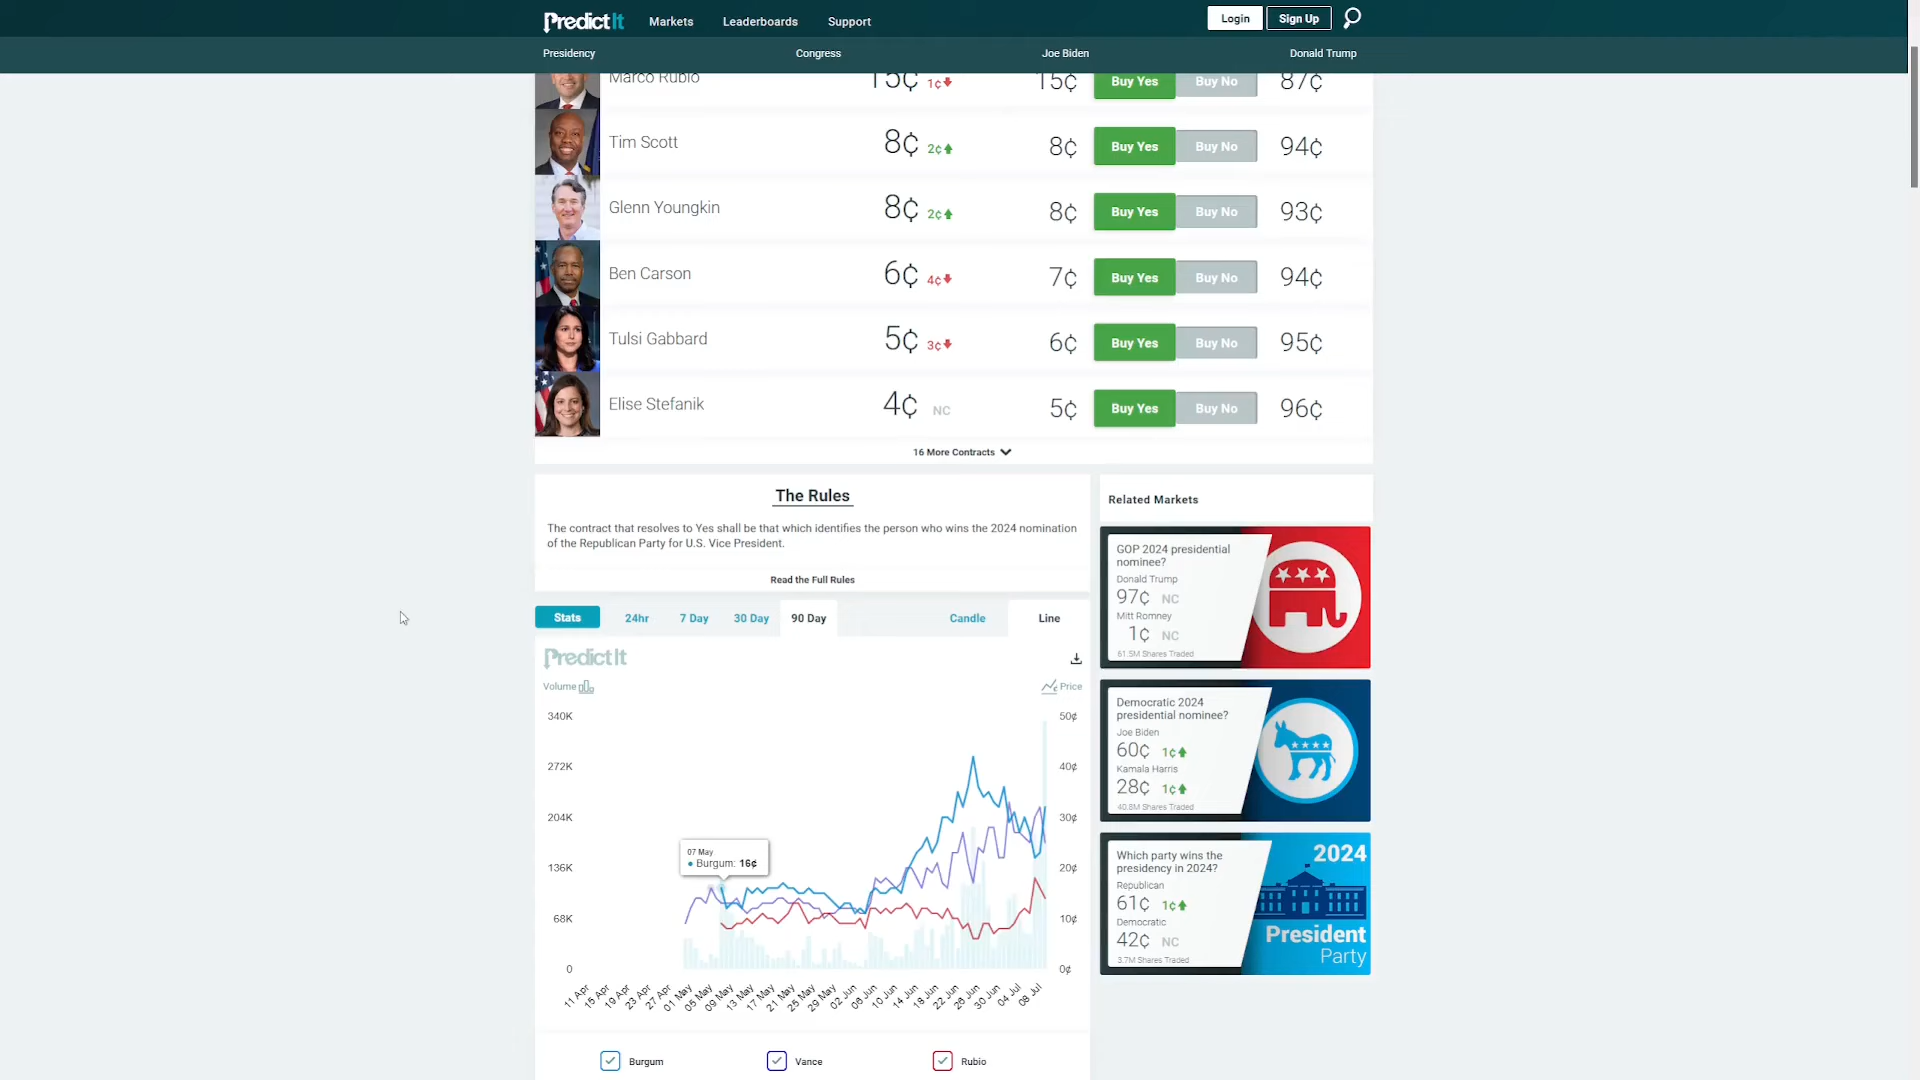 PredictIt Markets Leaderboards Support Login Sign Up
Presidency Congress Joe Biden Donald Trump
Marco Rubio 15¢ 1¢ 15¢ Buy Yes Buy No 87¢
Tim Scott 8¢ 2¢ 8¢ Buy Yes Buy No 94¢
Glenn Youngkin 8¢ 2¢ 8¢ Buy Yes Buy No 93¢
Ben Carson 6¢ 4¢ 7¢ Buy Yes Buy No 94¢
Tulsi Gabbard 5¢ 3¢ 6¢ Buy Yes Buy No 95¢
Elise Stefanik 4¢ NC 5¢ Buy Yes Buy No 96¢
16 More Contracts
The Rules
The contract that resolves to Yes shall be that which identifies the person who wins the 2024 nomination
of the Republican Party for U.S. Vice President.
Read the Full Rules
Stats 24hr 7 Day 30 Day 90 Day Candle Line
PredictIt
Volume Price
340K 50¢
272K 40¢
204K 30¢
136K 20¢
68K 10¢
0 0¢
07 May
Burgum: 16¢
11 Apr 15 Apr 19 Apr 23 Apr 27 Apr 01 May 05 May 09 May 13 May 17 May 21 May 25 May 29 May 02 Jun 06 Jun 10 Jun 14 Jun 18 Jun 22 Jun 26 Jun 30 Jun 04 Jul 08 Jul
Burgum Vance Rubio
Related Markets
GOP 2024 presidential
nominee?
Donald Trump
97¢ NC
Mitt Romney
1¢ NC
61.5M Shares Traded
Democratic 2024
presidential nominee?
Joe Biden
60¢ 1¢
Kamala Harris
28¢ 1¢
40.8M Shares Traded
Which party wins the
presidency in 2024?
Republican
61¢ 1¢
Democratic
42¢ NC
3.7M Shares Traded
2024
President
Party